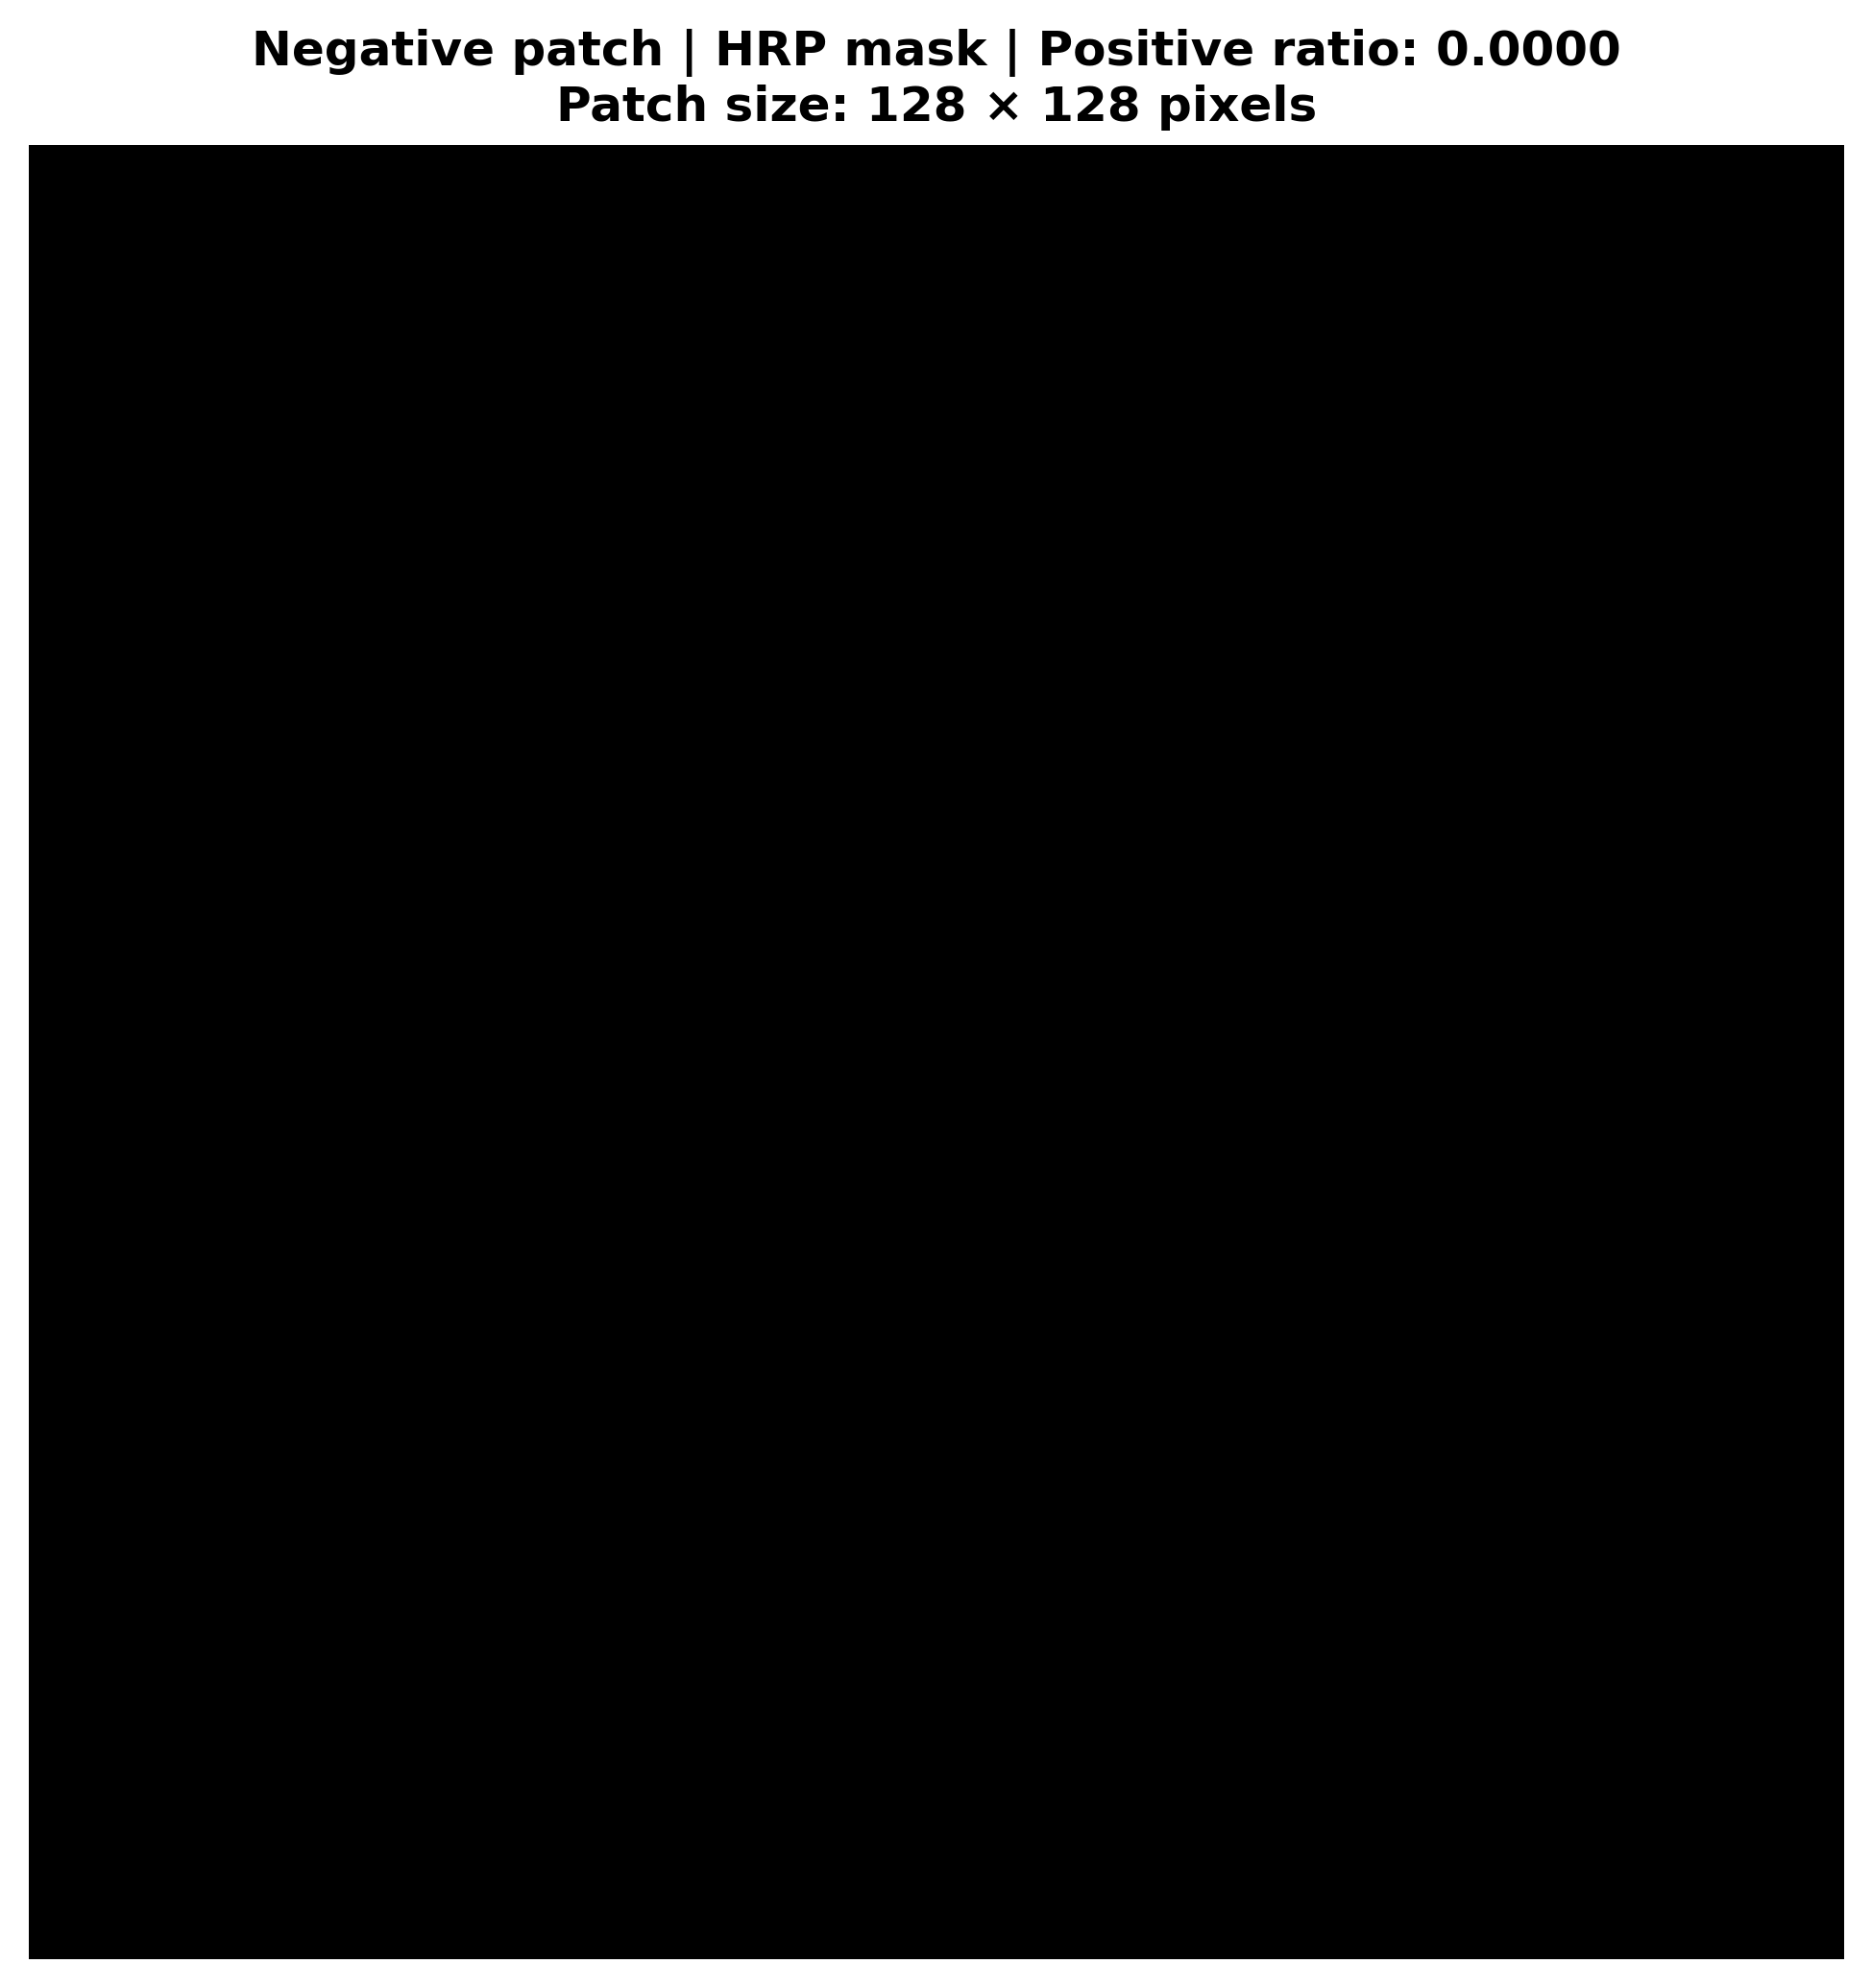 Negative patch | HRP mask | Positive ratio: 0.0000
Patch size: 128 × 128 pixels